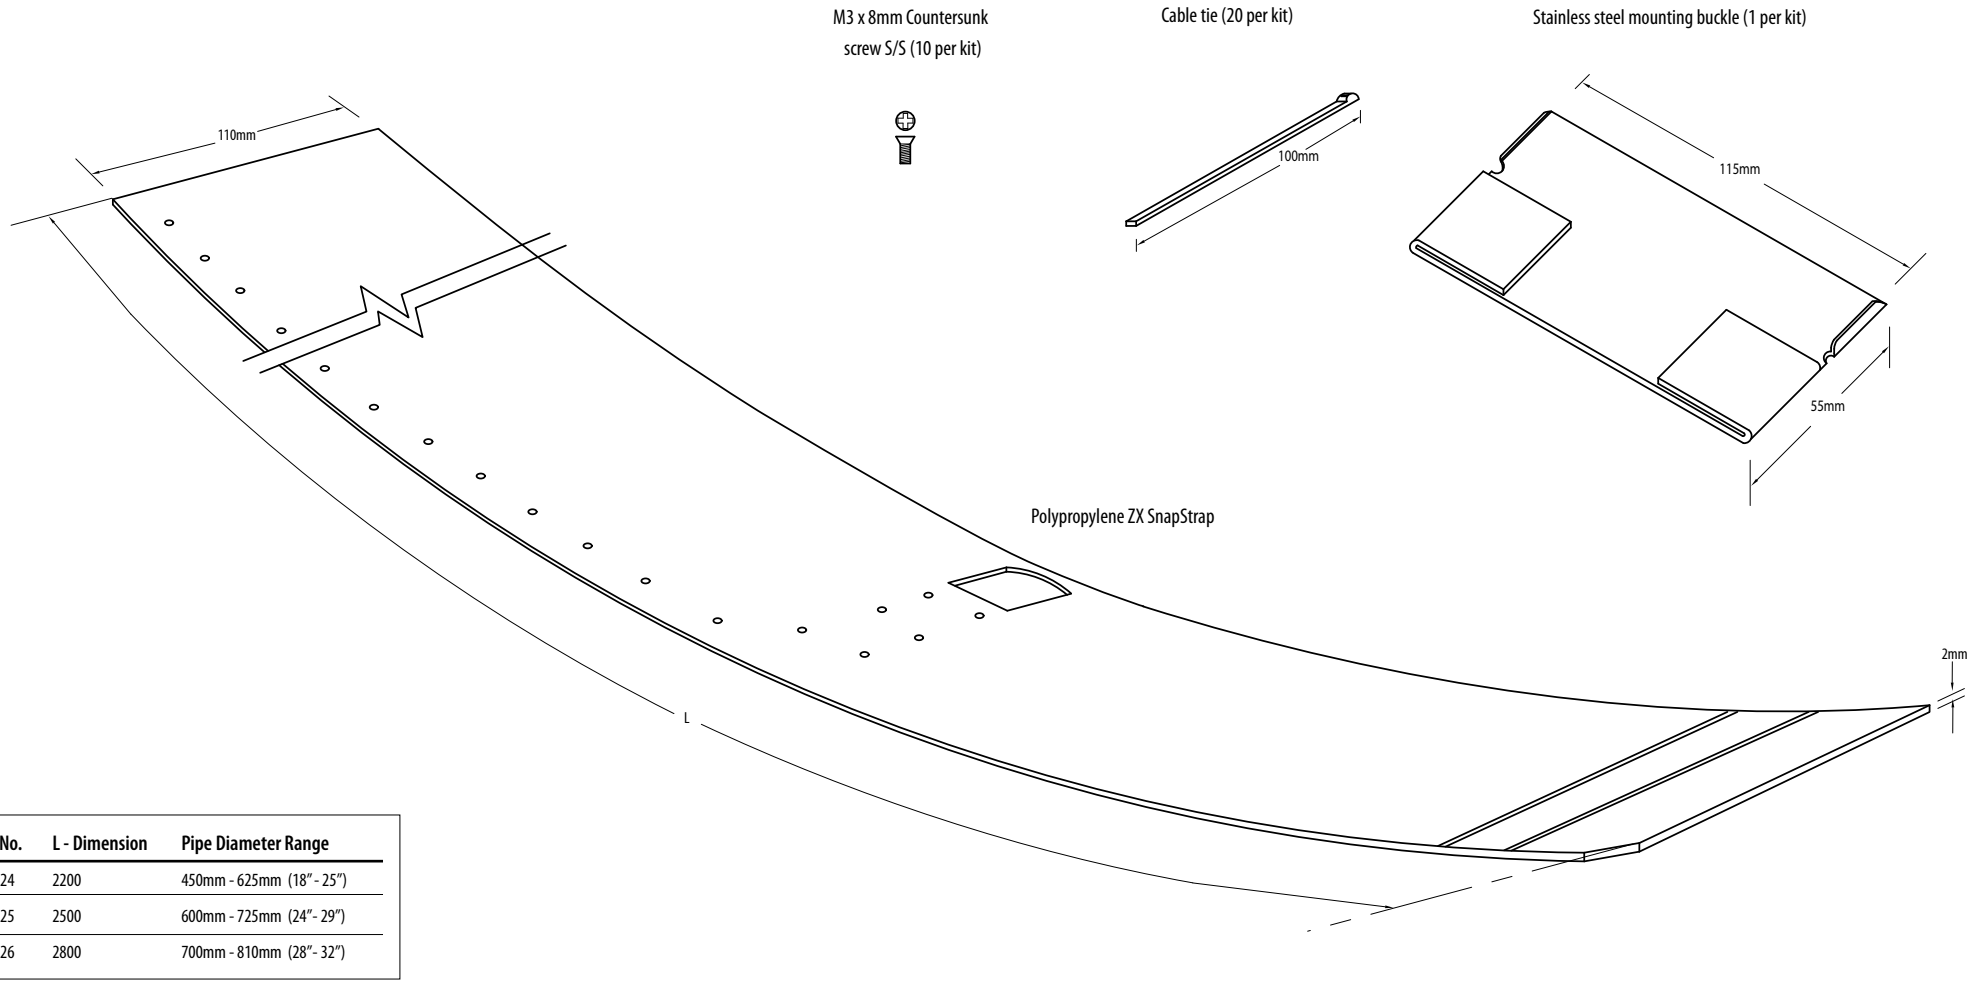 M3 x 8mm Countersunk
screw S/S (10 per kit)
Cable tie (20 per kit)
Stainless steel mounting buckle (1 per kit)
110mm
100mm
115mm
55mm
Polypropylene ZX SnapStrap
2mm
L
No. L - Dimension Pipe Diameter Range
24 2200 450mm - 625mm (18” - 25”)
25 2500 600mm - 725mm (24”- 29”)
26 2800 700mm - 810mm (28”- 32”)